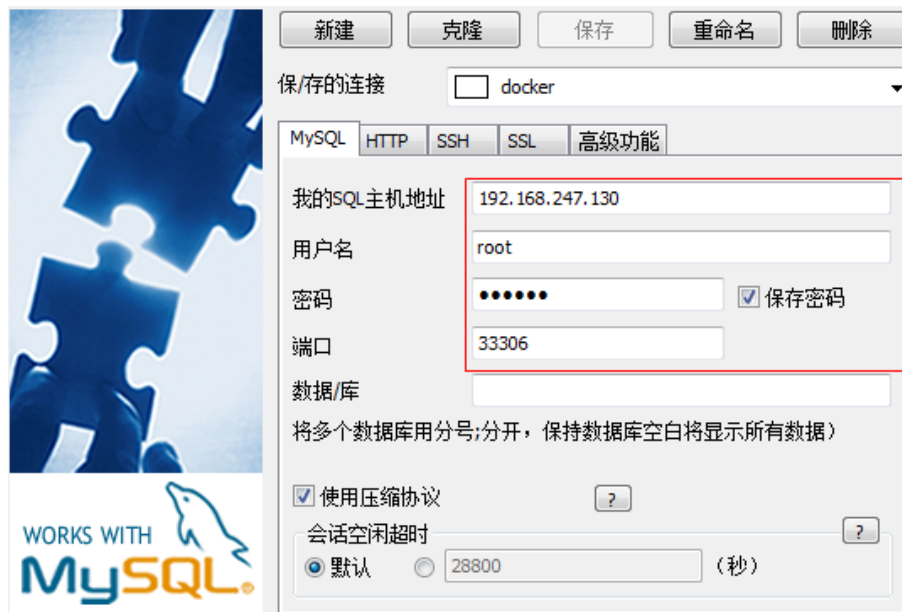 新建 克隆 保存 重命名 删除
保/存的连接 docker
MySQL HTTP SSH SSL 高级功能
我的SQL主机地址 192.168.247.130
用户名 root
密码 ●●●●●● 保存密码
端口 33306
数据/库
将多个数据库用分号;分开，保持数据库空白将显示所有数据）
使用压缩协议 ?
会话空闲超时 ?
默认 28800 (秒)
WORKS WITH
MySQL®